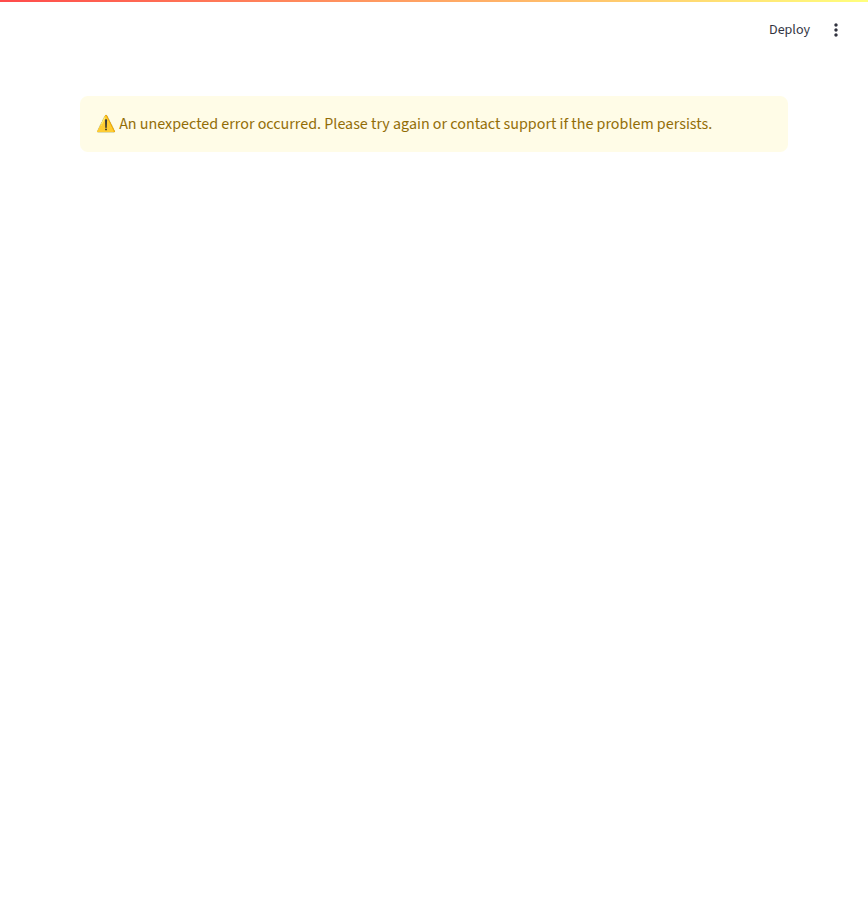 Deploy
⚠️ An unexpected error occurred. Please try again or contact support if the problem persists.